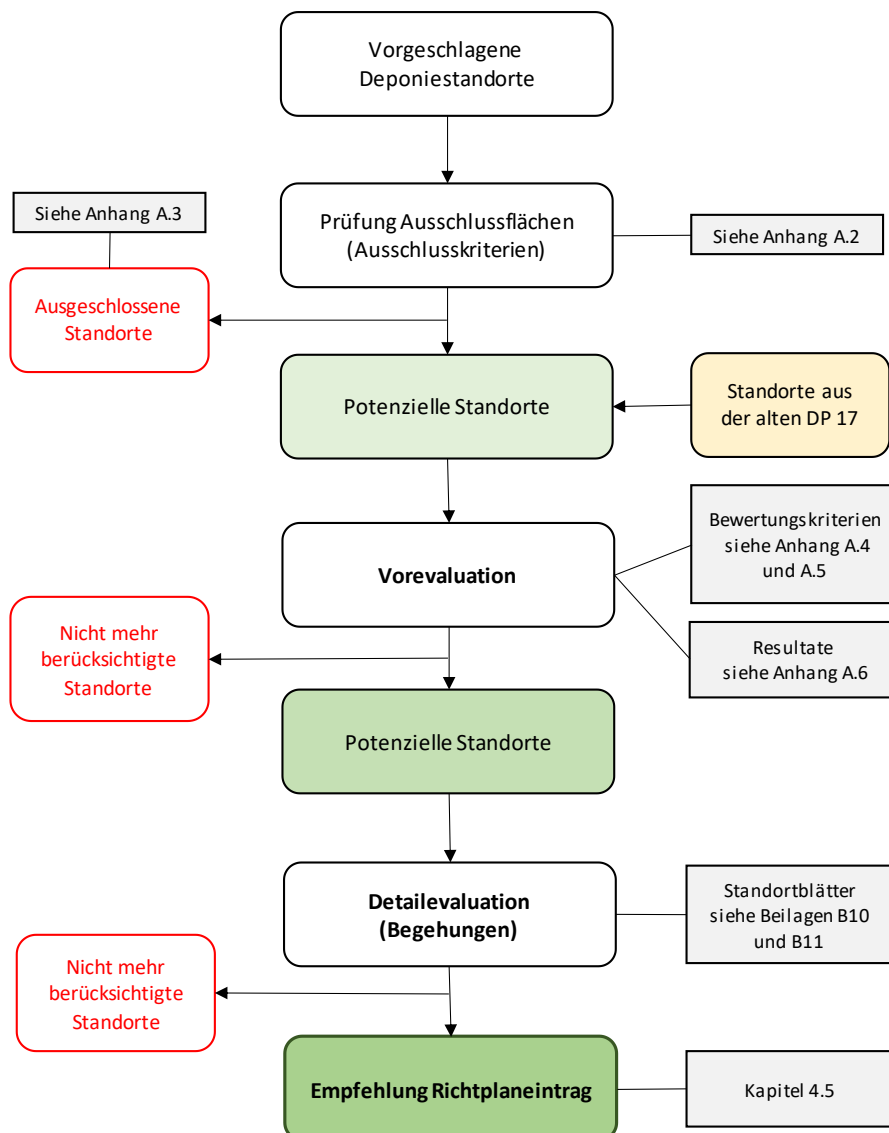 Vorgeschlagene
Deponiestandorte
Siehe Anhang A.3
Prüfung Ausschlussflächen
(Ausschlusskriterien)
Siehe Anhang A.2
Ausgeschlossene
Standorte
Potenzielle Standorte
Standorte aus
der alten DP 17
Vorevaluation
Bewertungskriterien
siehe Anhang A.4
und A.5
Nicht mehr
berücksichtigte
Standorte
Resultate
siehe Anhang A.6
Potenzielle Standorte
Detailevaluation
(Begehungen)
Standortblätter
siehe Beilagen B10
und B11
Nicht mehr
berücksichtigte
Standorte
Empfehlung Richtplaneintrag
Kapitel 4.5